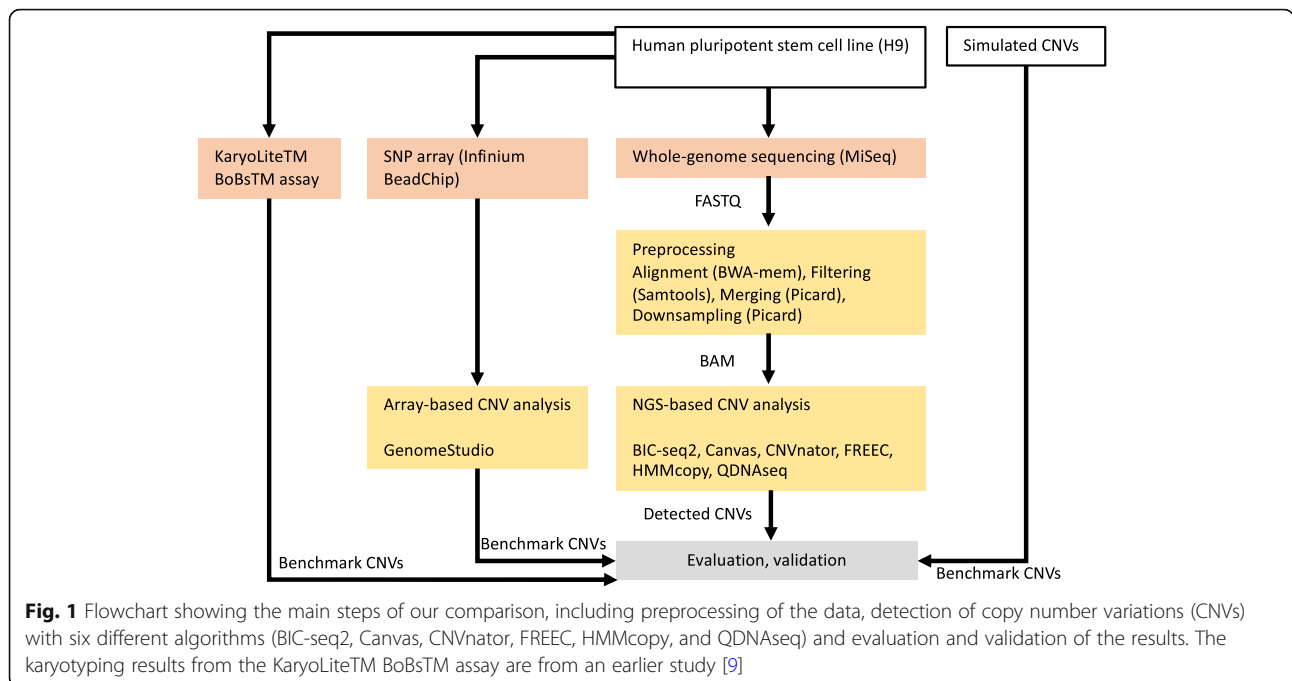 Human pluripotent stem cell line (H9)
Simulated CNVs
KaryoLiteTM
BoBsTM assay
SNP array (Infinium
BeadChip)
Whole-genome sequencing (MiSeq)
FASTQ
Preprocessing
Alignment (BWA-mem), Filtering
(Samtools), Merging (Picard),
Downsampling (Picard)
BAM
Array-based CNV analysis
GenomeStudio
NGS-based CNV analysis
BIC-seq2, Canvas, CNVnator, FREEC,
HMMcopy, QDNAseq
Detected CNVs
Benchmark CNVs
Benchmark CNVs
Evaluation, validation
Benchmark CNVs
Fig. 1 Flowchart showing the main steps of our comparison, including preprocessing of the data, detection of copy number variations (CNVs)
with six different algorithms (BIC-seq2, Canvas, CNVnator, FREEC, HMMcopy, and QDNAseq) and evaluation and validation of the results. The
karyotyping results from the KaryoLiteTM BoBsTM assay are from an earlier study [9]